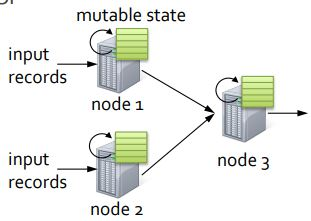 mutable state
input
records
node 1
node 3
input
records
node 2